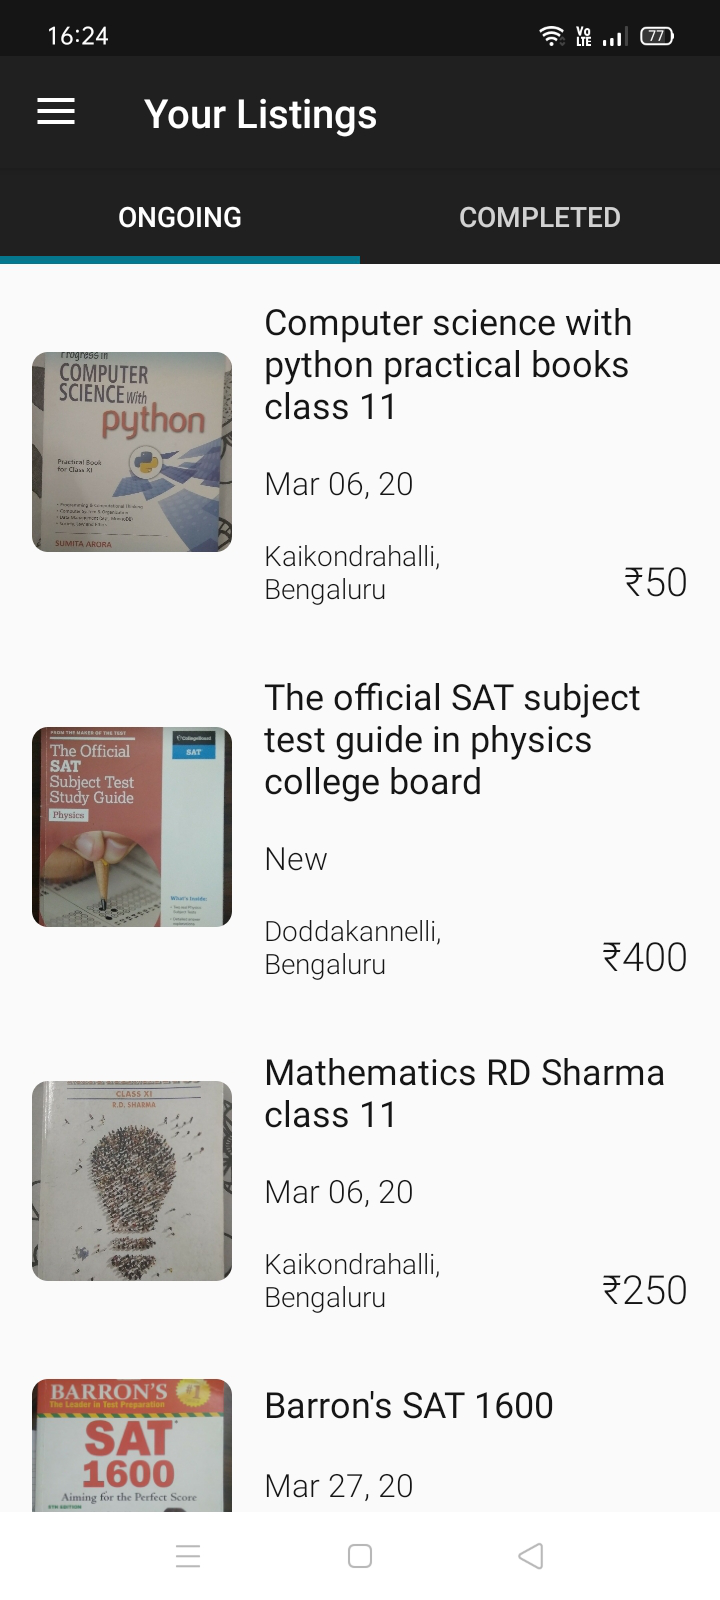 16:24
Vo
LTE
77
Your Listings
ONGOING
COMPLETED
Progress in
COMPUTER
SCIENCE With
python
Practical Book
for Class XI
SUMITA ARORA
Computer science with
python practical books
class 11
Mar 06, 20
Kaikondrahalli,
Bengaluru
₹50
FROM THE MAKER OF THE TEST
CollegeBoard
SAT
The Official
SAT
Subject Test
Study Guide
Physics
What's Inside:
The official SAT subject
test guide in physics
college board
New
Doddakannelli,
Bengaluru
₹400
CLASS XI
R.D. SHARMA
Mathematics RD Sharma
class 11
Mar 06, 20
Kaikondrahalli,
Bengaluru
₹250
BARRON'S
#1
The Leader in Test Preparation
SAT
1600
Aiming for the Perfect Score
Barron's SAT 1600
Mar 27, 20